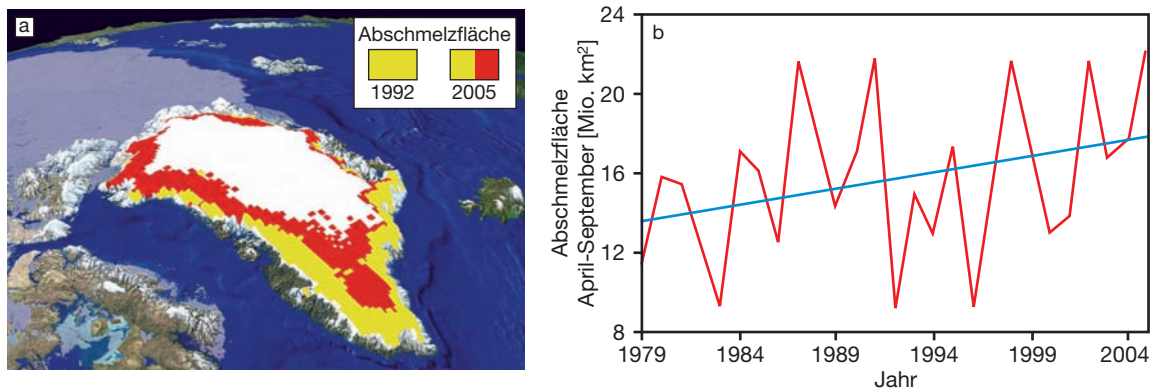 a
Abschmelzfläche
1992 2005
b
Abschmelzfläche
April-September [Mio. km²]
24
20
16
12
8
1979 1984 1989 1994 1999 2004
Jahr